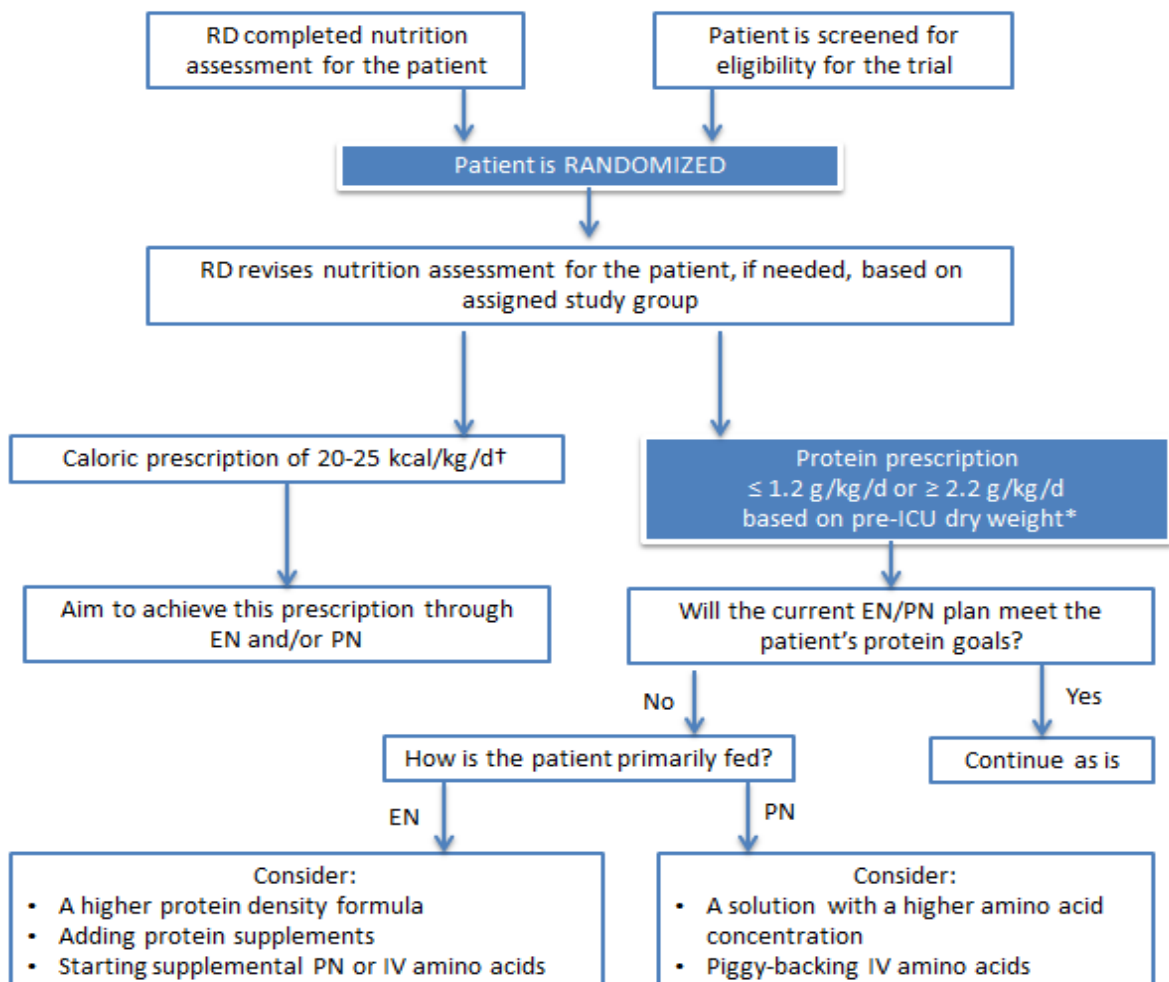 RD completed nutrition
assessment for the patient
Patient is screened for
eligibility for the trial
Patient is RANDOMIZED
RD revises nutrition assessment for the patient, if needed, based on
assigned study group
Caloric prescription of 20-25 kcal/kg/d†
Protein prescription
≤ 1.2 g/kg/d or ≥ 2.2 g/kg/d
based on pre-ICU dry weight*
Aim to achieve this prescription through
EN and/or PN
Will the current EN/PN plan meet the
patient's protein goals?
No
Yes
How is the patient primarily fed?
Continue as is
EN
PN
Consider:
• A higher protein density formula
• Adding protein supplements
• Starting supplemental PN or IV amino acids
Consider:
• A solution with a higher amino acid
concentration
• Piggy-backing IV amino acids